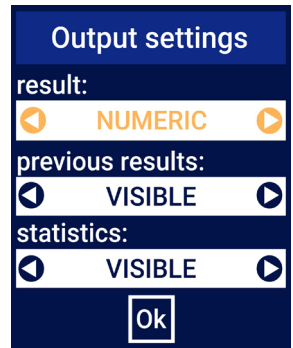 Output settings
result:
NUMERIC
previous results:
VISIBLE
statistics:
VISIBLE
Ok